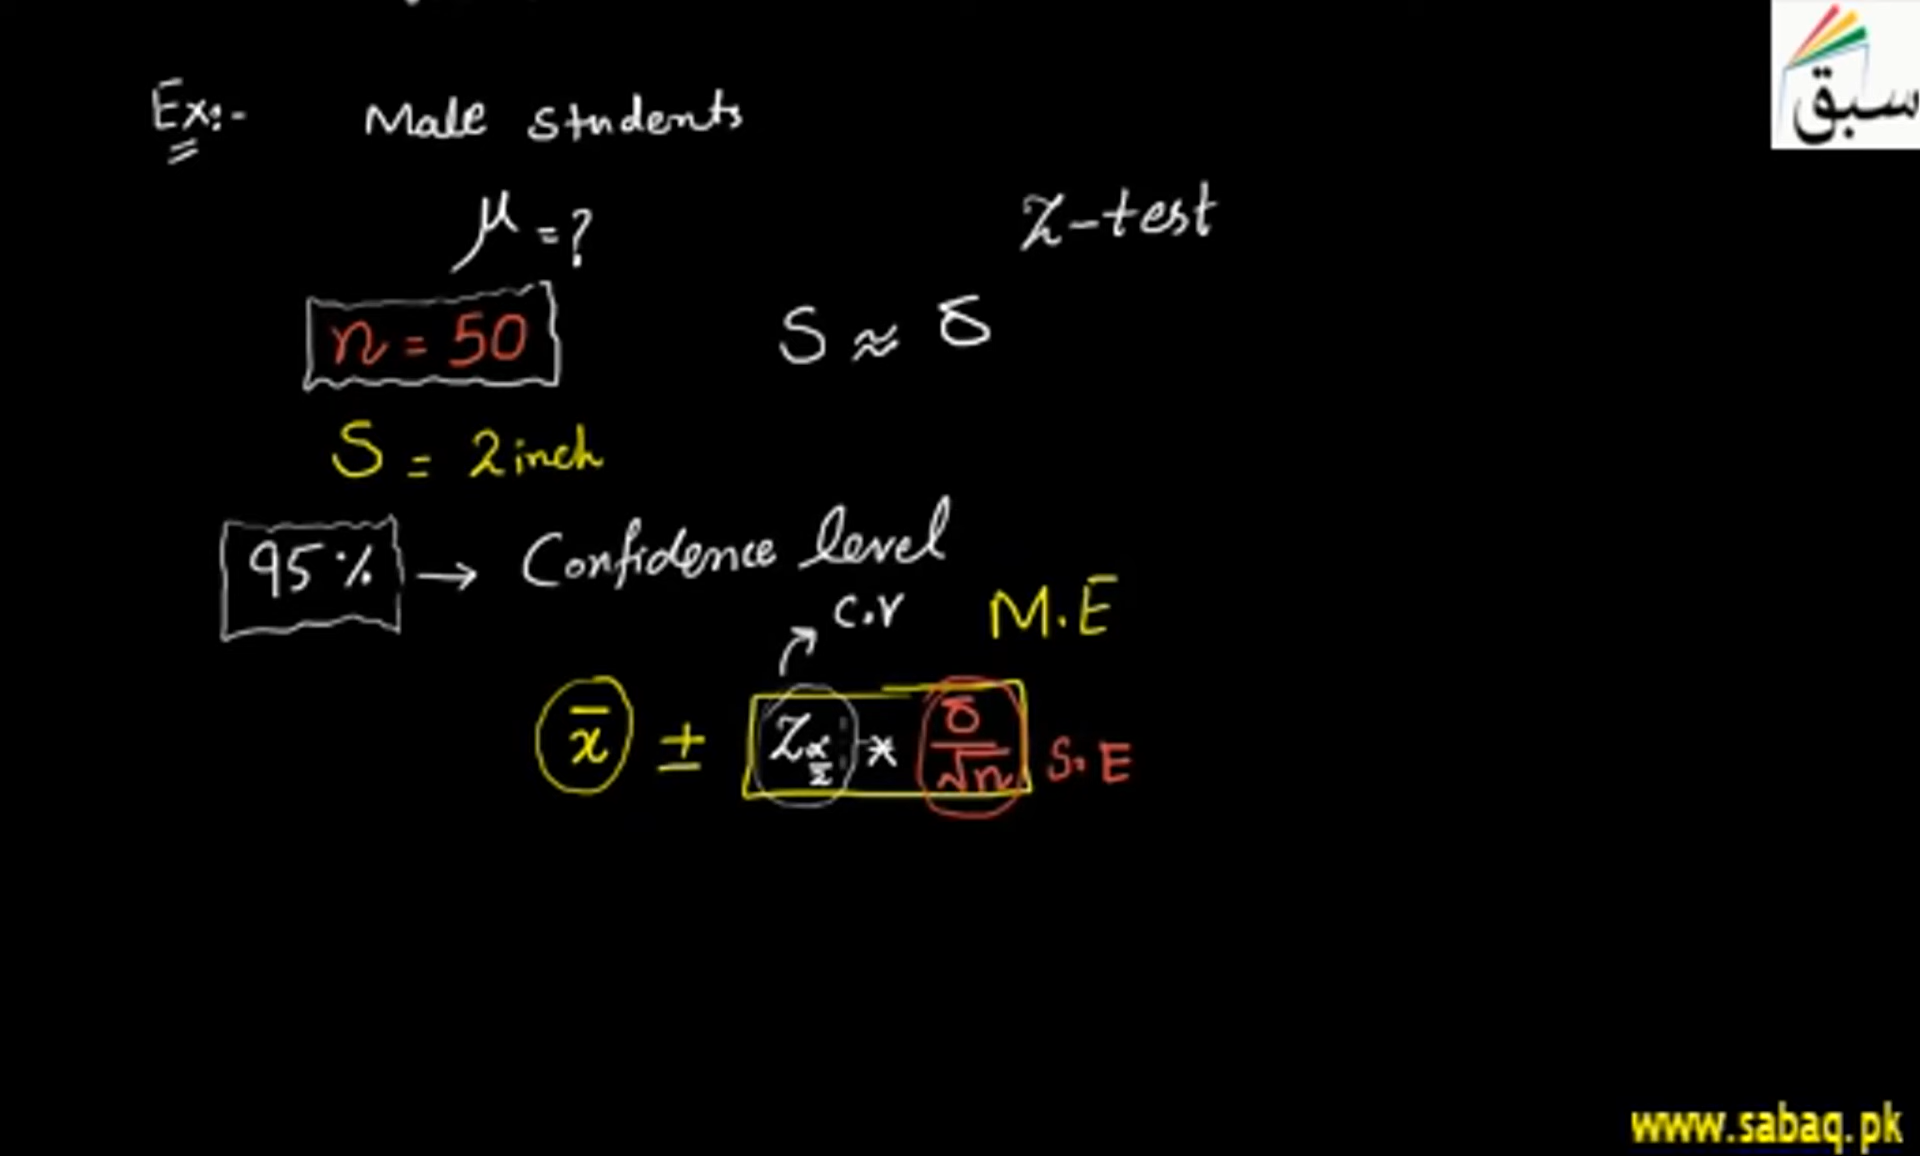 سبق
Ex:- Male students
μ = ?
Z-test
n = 50
S ≈ σ
S = 2 inch
95% → Confidence level
C.V
M.E
x̄ ± Z α/2 * σ/√n S.E
www.sabaq.pk